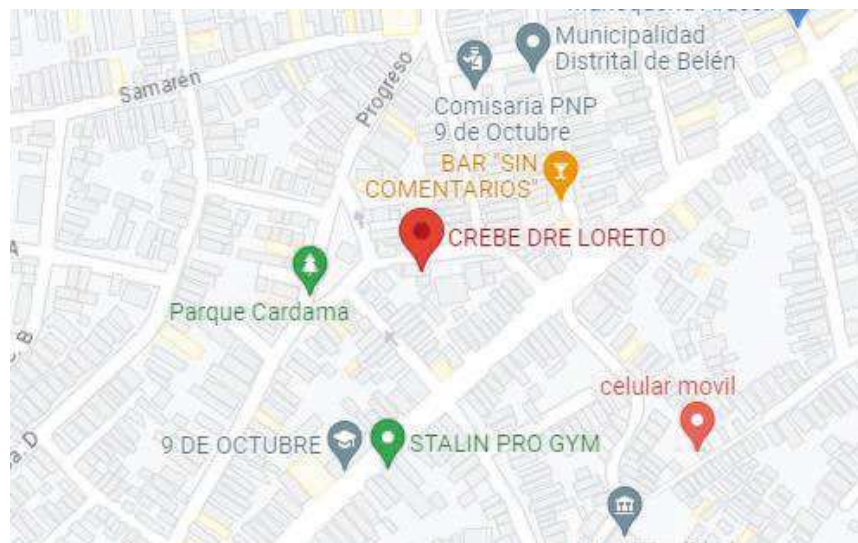 Municipalidad
Distrital de Belén
Samarén
Progreso
Comisaria PNP
9 de Octubre
BAR "SIN
COMENTARIOS"
CREBE DRE LORETO
Parque Cardama
celular movil
9 DE OCTUBRE
STALIN PRO GYM